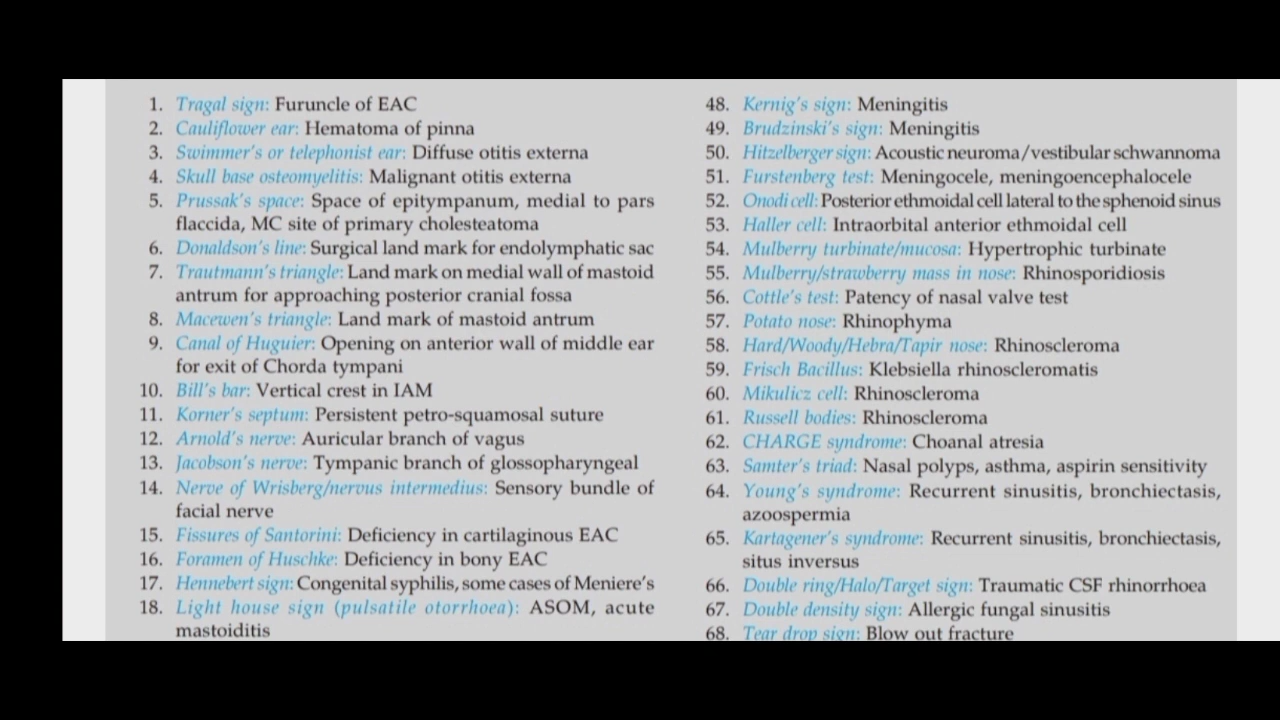 1. Tragal sign: Furuncle of EAC
2. Cauliflower ear: Hematoma of pinna
3. Swimmer's or telephonist ear: Diffuse otitis externa
4. Skull base osteomyelitis: Malignant otitis externa
5. Prussak's space: Space of epitympanum, medial to pars
flaccida, MC site of primary cholesteatoma
6. Donaldson's line: Surgical land mark for endolymphatic sac
7. Trautmann's triangle: Land mark on medial wall of mastoid
antrum for approaching posterior cranial fossa
8. Macewen's triangle: Land mark of mastoid antrum
9. Canal of Huguier: Opening on anterior wall of middle ear
for exit of Chorda tympani
10. Bill's bar: Vertical crest in IAM
11. Korner's septum: Persistent petro-squamosal suture
12. Arnold's nerve: Auricular branch of vagus
13. Jacobson's nerve: Tympanic branch of glossopharyngeal
14. Nerve of Wrisberg/nervus intermedius: Sensory bundle of
facial nerve
15. Fissures of Santorini: Deficiency in cartilaginous EAC
16. Foramen of Huschke: Deficiency in bony EAC
17. Hennebert sign: Congenital syphilis, some cases of Meniere's
18. Light house sign (pulsatile otorrhoea): ASOM, acute
mastoiditis
48. Kernig's sign: Meningitis
49. Brudzinski's sign: Meningitis
50. Hitzelberger sign: Acoustic neuroma/vestibular schwannoma
51. Furstenberg test: Meningocele, meningoencephalocele
52. Onodi cell: Posterior ethmoidal cell lateral to the sphenoid sinus
53. Haller cell: Intraorbital anterior ethmoidal cell
54. Mulberry turbinate/mucosa: Hypertrophic turbinate
55. Mulberry/strawberry mass in nose: Rhinosporidiosis
56. Cottle's test: Patency of nasal valve test
57. Potato nose: Rhinophyma
58. Hard/Woody/Hebra/Tapir nose: Rhinoscleroma
59. Frisch Bacillus: Klebsiella rhinoscleromatis
60. Mikulicz cell: Rhinoscleroma
61. Russell bodies: Rhinoscleroma
62. CHARGE syndrome: Choanal atresia
63. Samter's triad: Nasal polyps, asthma, aspirin sensitivity
64. Young's syndrome: Recurrent sinusitis, bronchiectasis,
azoospermia
65. Kartagener's syndrome: Recurrent sinusitis, bronchiectasis,
situs inversus
66. Double ring/Halo/Target sign: Traumatic CSF rhinorrhoea
67. Double density sign: Allergic fungal sinusitis
68. Tear drop sign: Blow out fracture